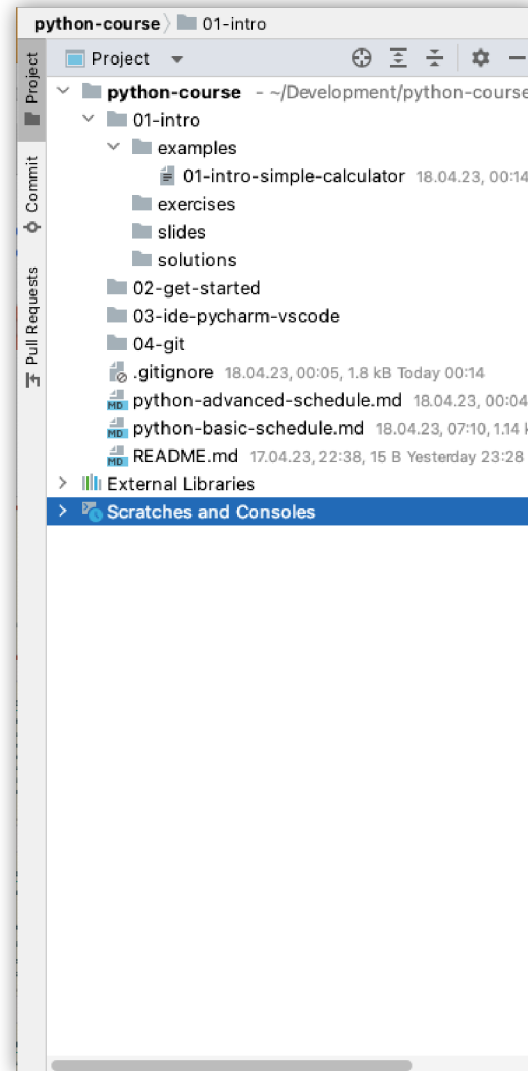 python-course 01-intro
Project
Project
Commit
Pull Requests
python-course - ~/Development/python-course
01-intro
examples
01-intro-simple-calculator 18.04.23, 00:14
exercises
slides
solutions
02-get-started
03-ide-pycharm-vscode
04-git
.gitignore 18.04.23, 00:05, 1.8 kB Today 00:14
MD python-advanced-schedule.md 18.04.23, 00:04
MD python-basic-schedule.md 18.04.23, 07:10, 1.14 k
MD README.md 17.04.23, 22:38, 15 B Yesterday 23:28
External Libraries
Scratches and Consoles